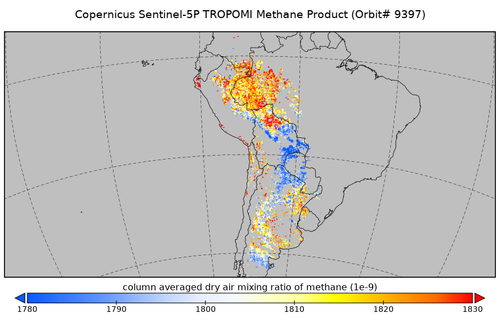 Copernicus Sentinel-5P TROPOMI Methane Product (Orbit# 9397)
column averaged dry air mixing ratio of methane (1e-9)
1780 1790 1800 1810 1820 1830